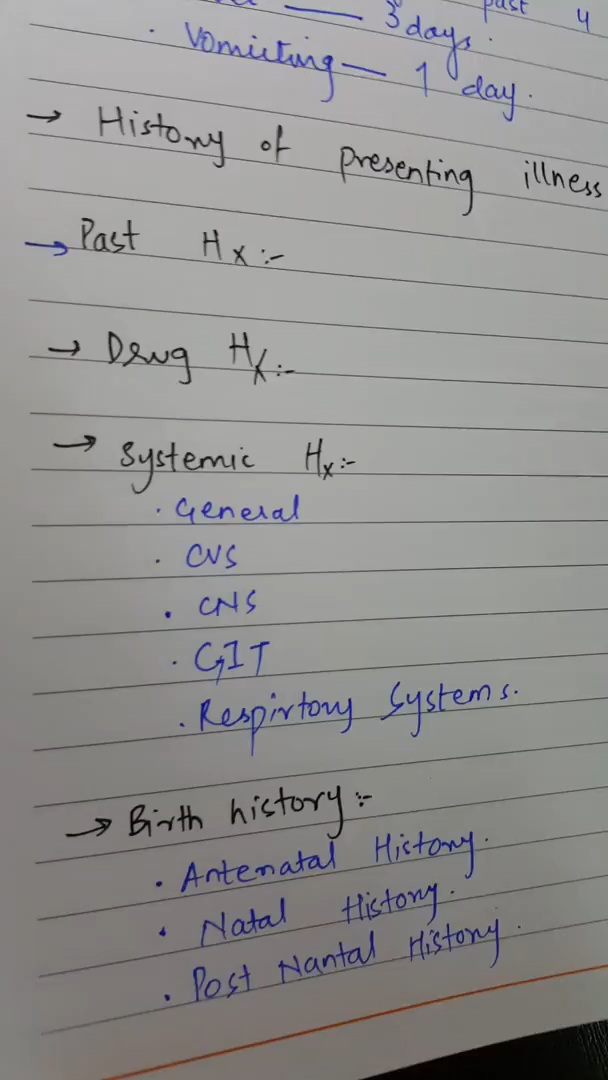 3 days. past 4
· Vomitting — 1 day.
→ History of presenting illness
→ Past Hx:-
→ Drug Hx:-
→ Systemic Hx:-
· General
· CVS
· CNS
· GIT
· Respirtory Systems.
→ Birth history:-
· Antenatal History.
· Natal History.
· Post Nantal History.